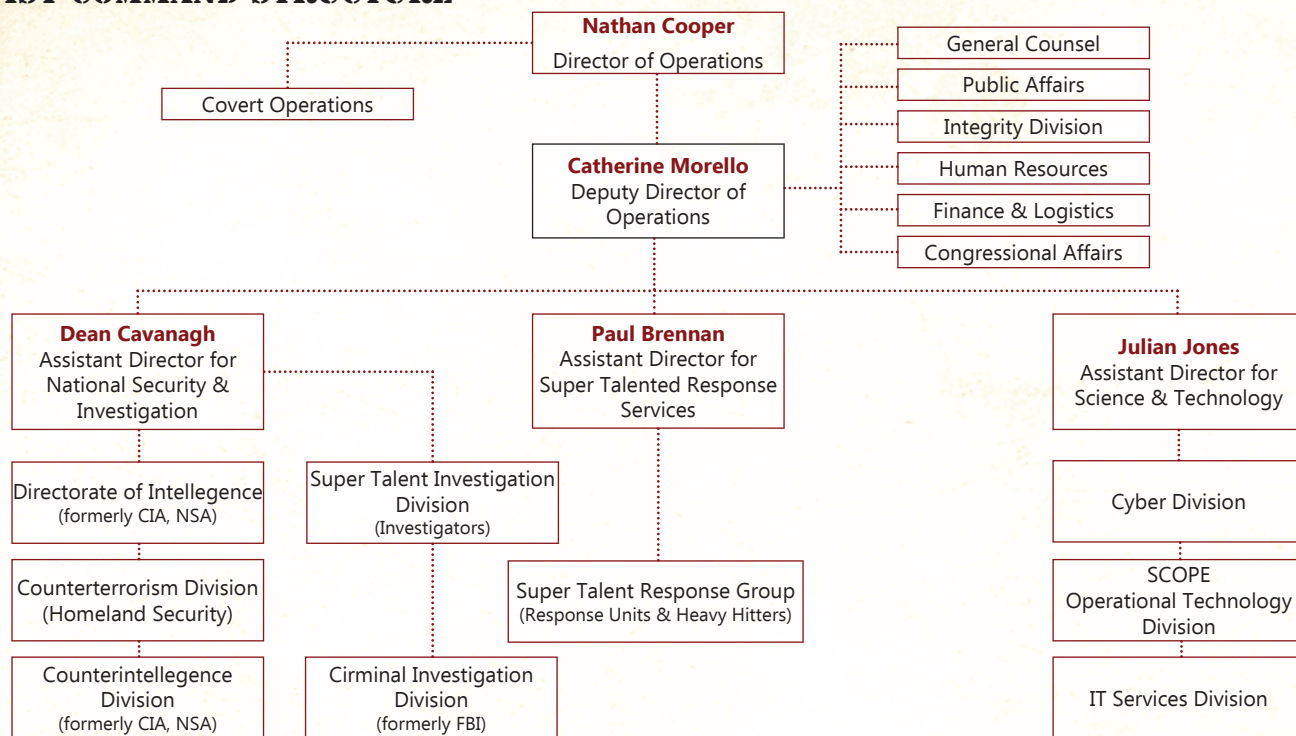 Nathan Cooper
Director of Operations
Covert Operations
General Counsel
Public Affairs
Integrity Division
Human Resources
Finance & Logistics
Congressional Affairs
Catherine Morello
Deputy Director of
Operations
Dean Cavanagh
Assistant Director for
National Security &
Investigation
Paul Brennan
Assistant Director for
Super Talented Response
Services
Julian Jones
Assistant Director for
Science & Technology
Directorate of Intellegence
(formerly CIA, NSA)
Counterterrorism Division
(Homeland Security)
Counterintellegence
Division
(formerly CIA, NSA)
Super Talent Investigation
Division
(Investigators)
Cirminal Investigation
Division
(formerly FBI)
Super Talent Response Group
(Response Units & Heavy Hitters)
Cyber Division
SCOPE
Operational Technology
Division
IT Services Division